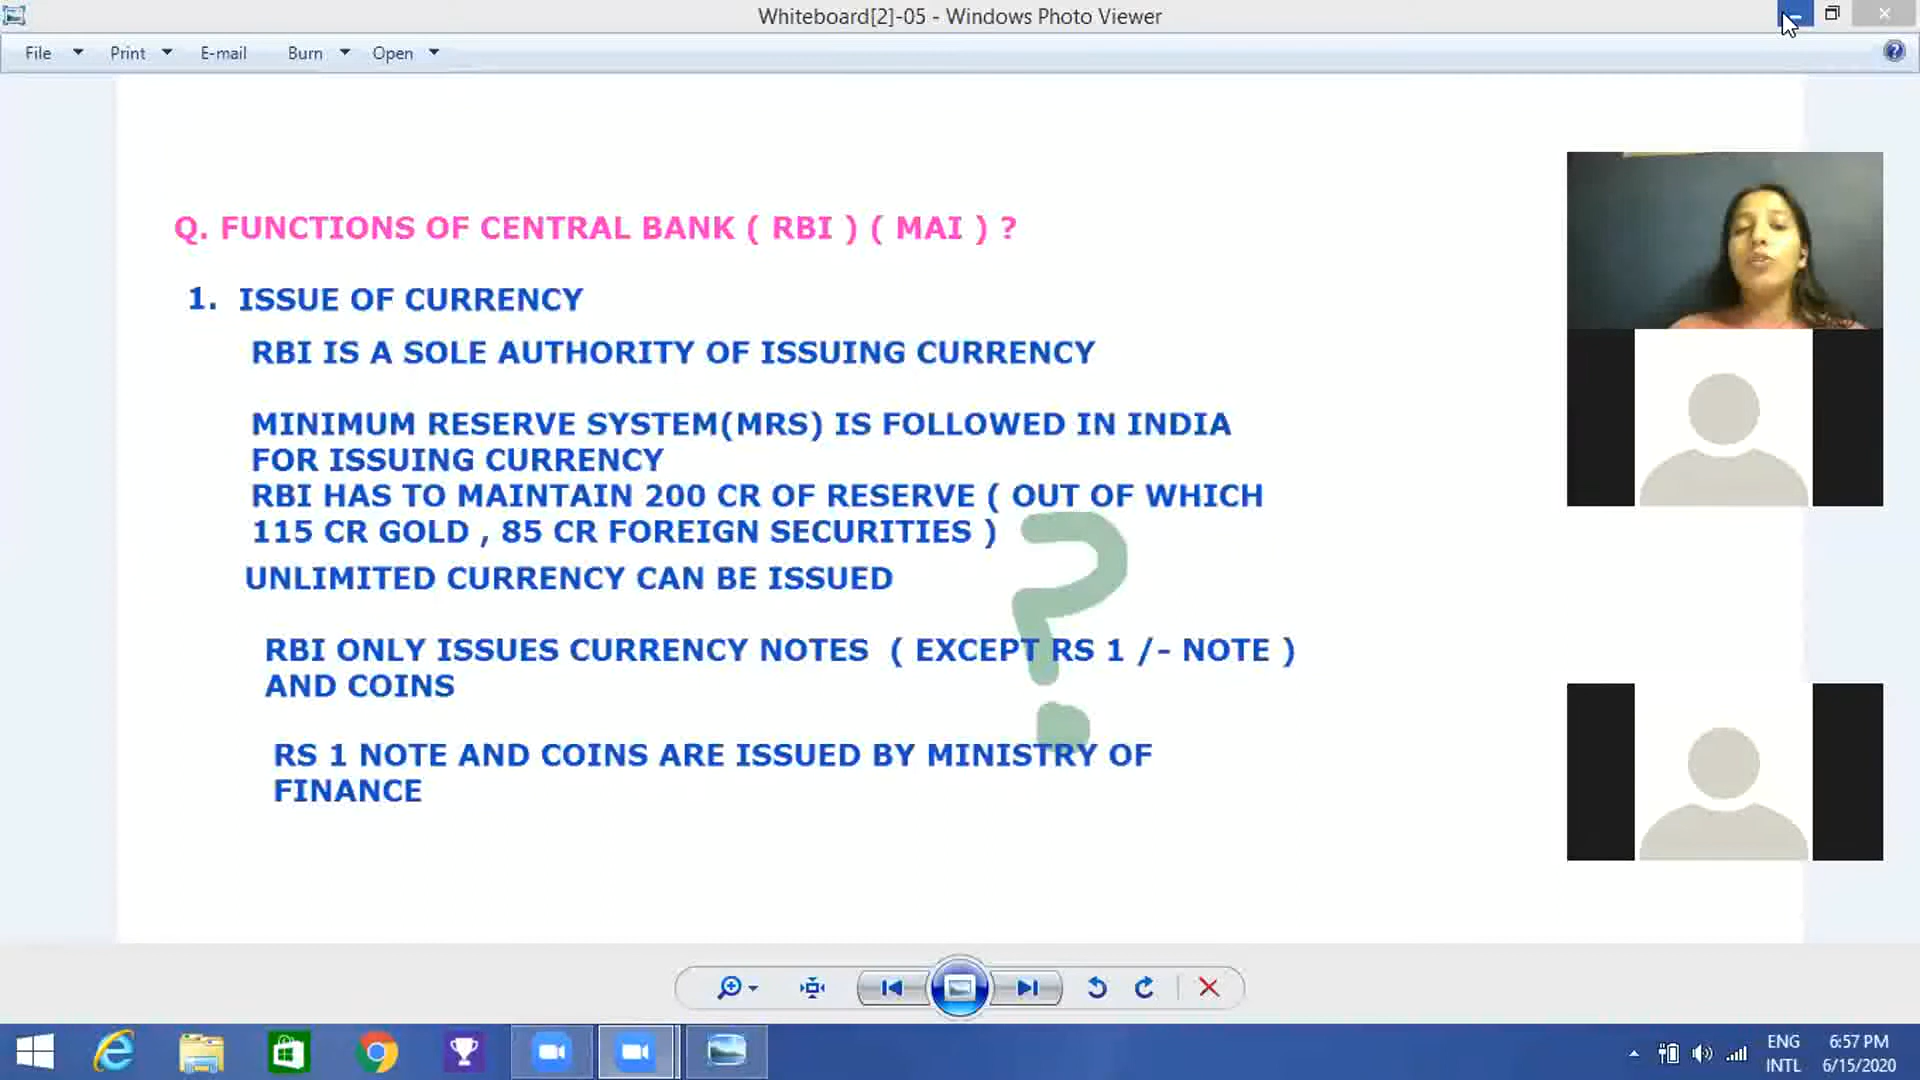 Whiteboard[2]-05 - Windows Photo Viewer
File Print E-mail Burn Open
Q. FUNCTIONS OF CENTRAL BANK ( RBI ) ( MAI ) ?
1. ISSUE OF CURRENCY
RBI IS A SOLE AUTHORITY OF ISSUING CURRENCY
MINIMUM RESERVE SYSTEM(MRS) IS FOLLOWED IN INDIA
FOR ISSUING CURRENCY
RBI HAS TO MAINTAIN 200 CR OF RESERVE ( OUT OF WHICH
115 CR GOLD , 85 CR FOREIGN SECURITIES )
UNLIMITED CURRENCY CAN BE ISSUED
?
RBI ONLY ISSUES CURRENCY NOTES ( EXCEPT RS 1 /- NOTE )
AND COINS
RS 1 NOTE AND COINS ARE ISSUED BY MINISTRY OF
FINANCE
ENG 6:57 PM
INTL 6/15/2020